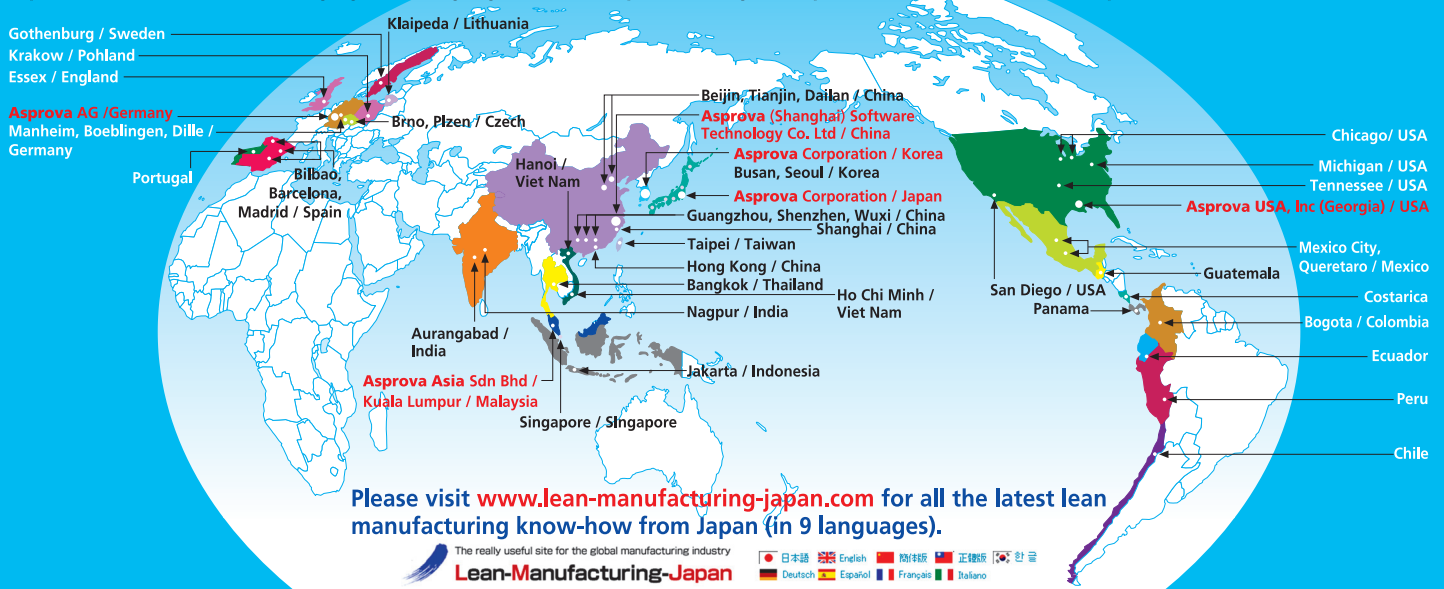 Gothenburg / Sweden
Krakow / Pohland
Essex / England
Asprova AG /Germany
Manheim, Boeblingen, Dille /
Germany
Portugal
Klaipeda / Lithuania
Brno, Plzen / Czech
Bilbao,
Barcelona,
Madrid / Spain
Hanoi /
Viet Nam
Beijin, Tianjin, Dailan / China
Asprova (Shanghai) Software
Technology Co. Ltd / China
Asprova Corporation / Korea
Busan, Seoul / Korea
Asprova Corporation / Japan
Guangzhou, Shenzhen, Wuxi / China
Shanghai / China
Taipei / Taiwan
Hong Kong / China
Bangkok / Thailand
Ho Chi Minh /
Viet Nam
Nagpur / India
Aurangabad /
India
Asprova Asia Sdn Bhd /
Kuala Lumpur / Malaysia
Jakarta / Indonesia
Singapore / SIngapore
Chicago/ USA
Michigan / USA
Tennessee / USA
Asprova USA, Inc (Georgia) / USA
Mexico City,
Queretaro / Mexico
Guatemala
San Diego / USA
Panama
Costarica
Bogota / Colombia
Ecuador
Peru
Chile
Please visit www.lean-manufacturing-japan.com for all the latest lean
manufacturing know-how from Japan (in 9 languages).
The really useful site for the global manufacturing industry
Lean-Manufacturing-Japan
日本語 English 簡体版 正體版 한글
Deutsch Español Français Italiano